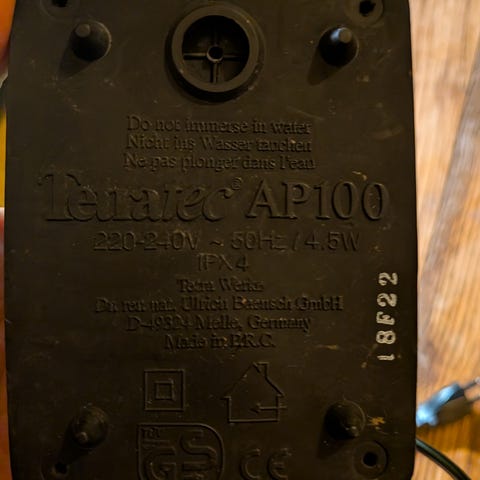 Do not immerse in water
Nicht ins Wasser tauchen
Ne pas plonger dans l'eau
Tetratec® AP100
220-240V ~ 50Hz / 4.5W
IPX4
Tetra Werke
Dr. rer. nat. Ulrich Baensch GmbH
D-49324 Melle, Germany
Made in P.R.C.
18F22
TÜV
GS
CE